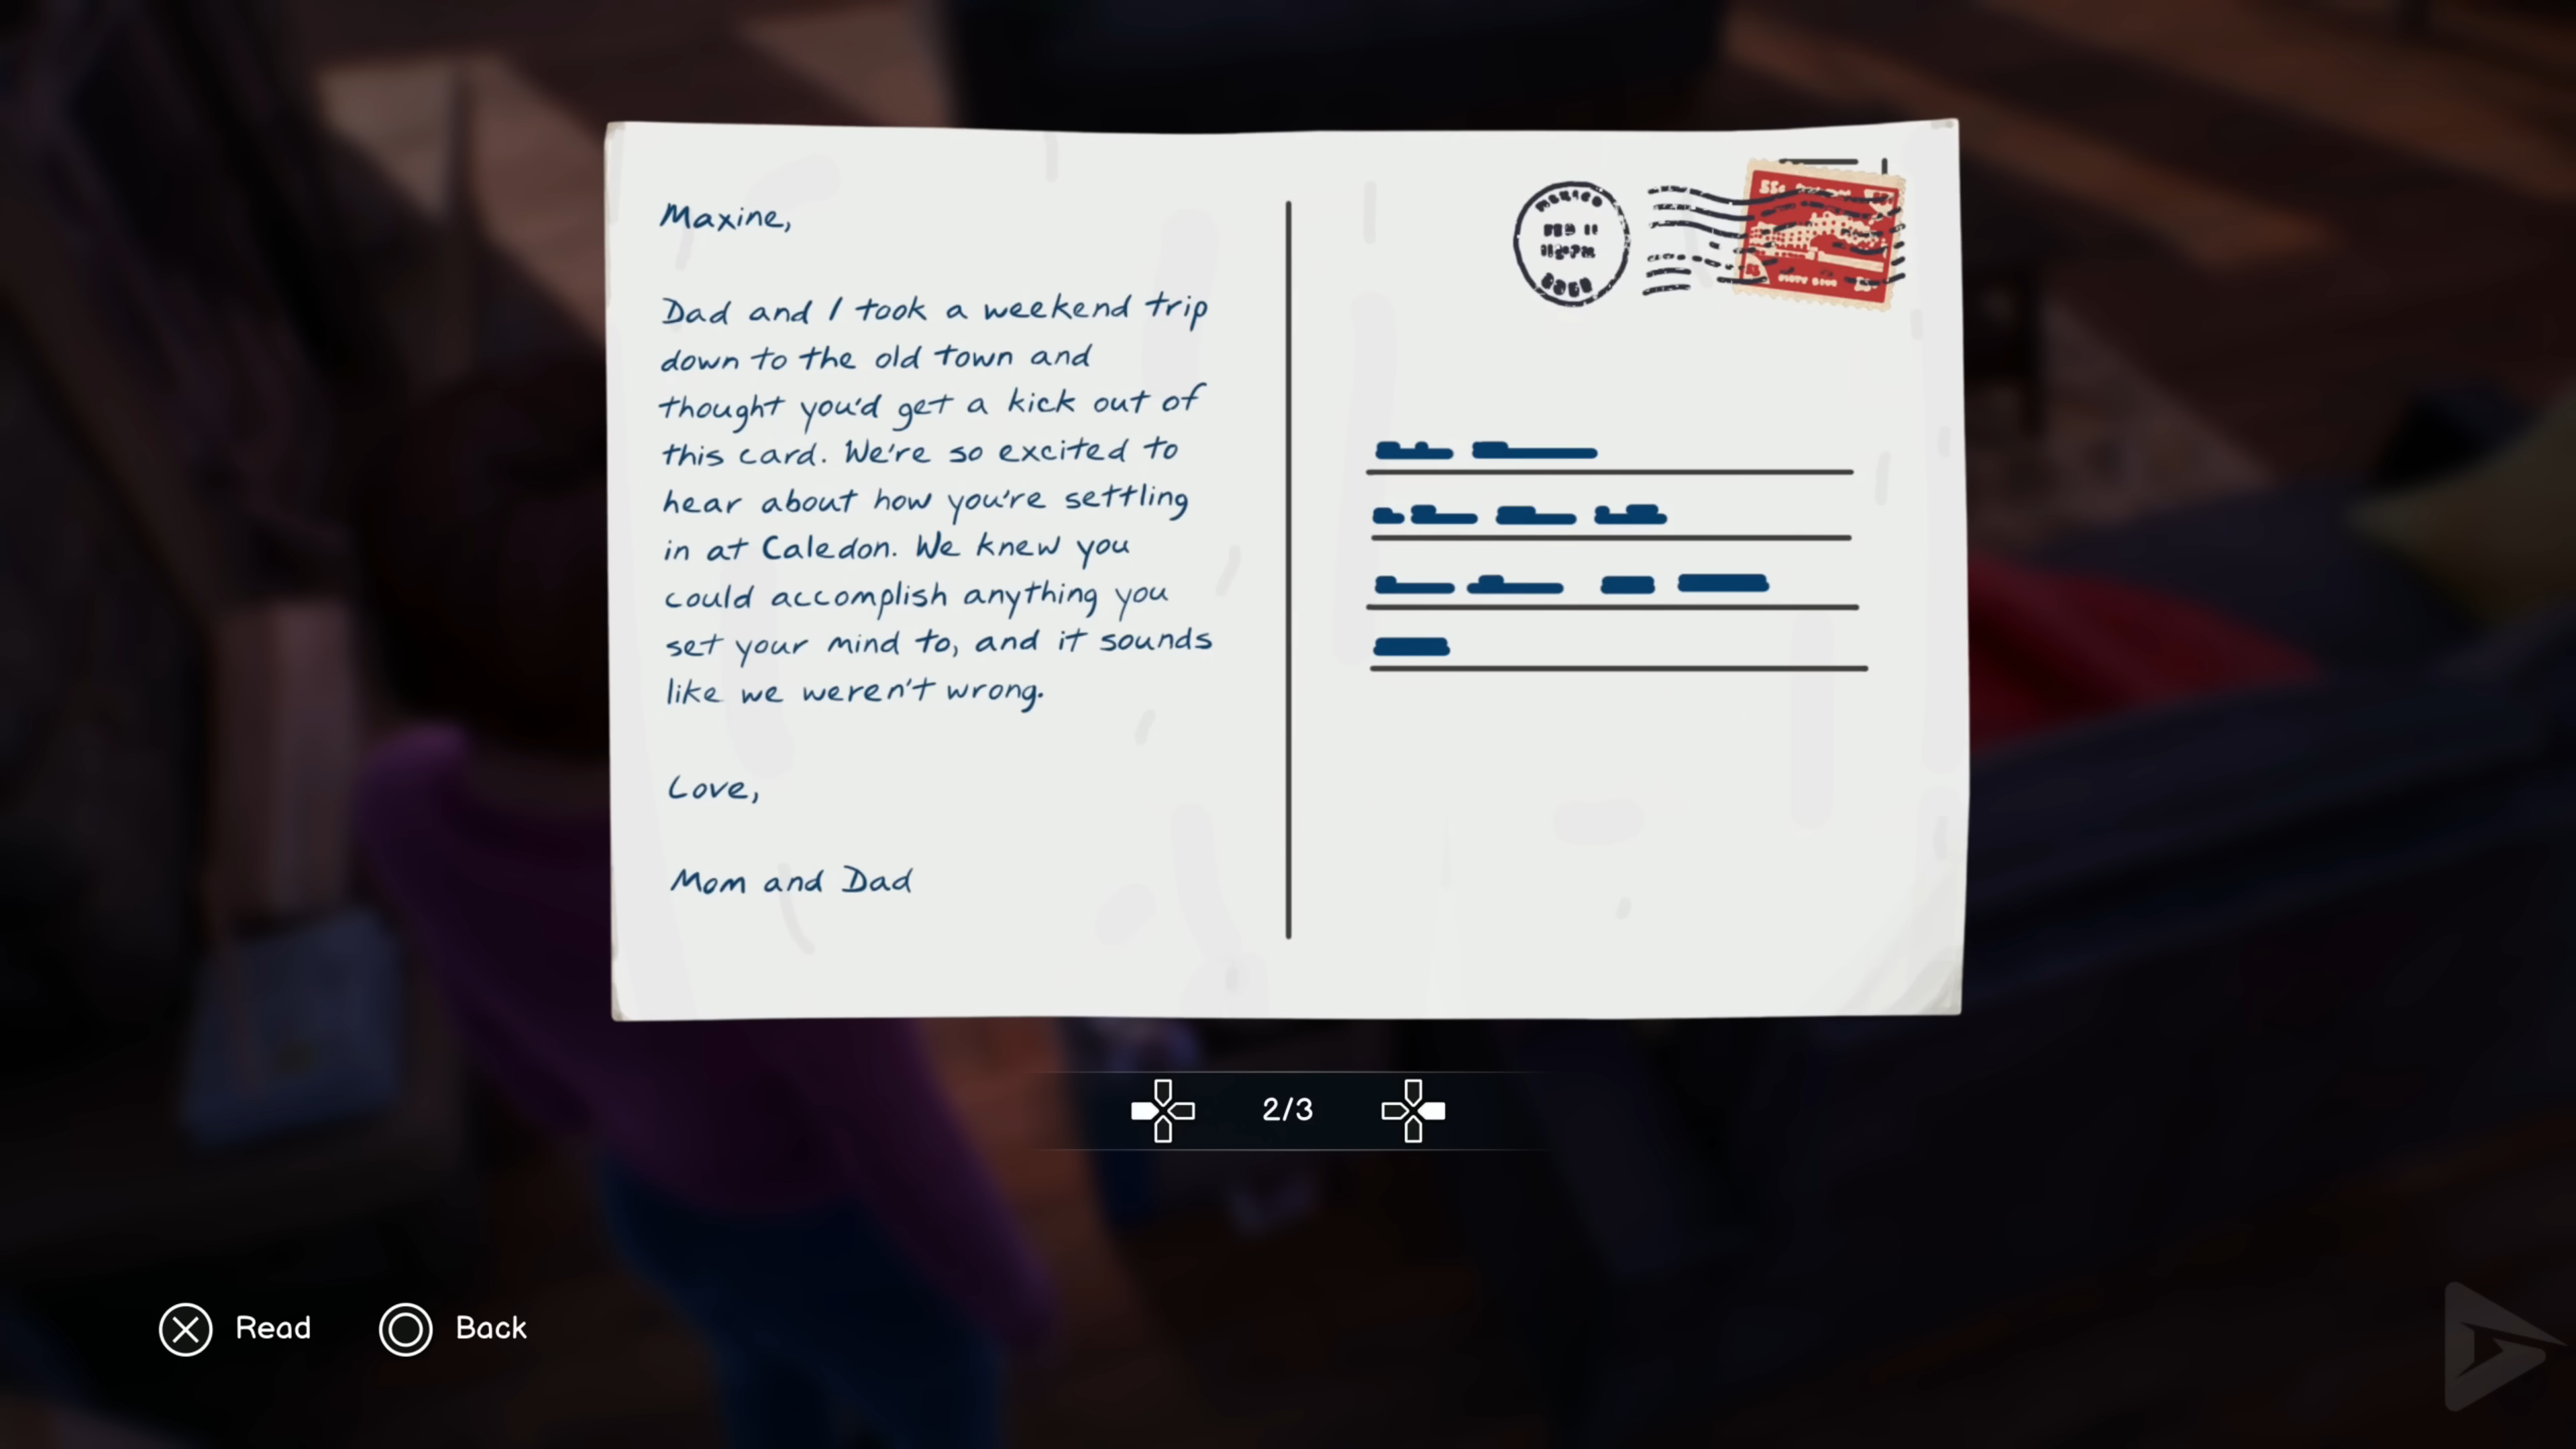 Maxine,
Dad and I took a weekend trip
down to the old town and
thought you'd get a kick out of
this card. We're so excited to
hear about how you're settling
in at Caledon. We knew you
could accomplish anything you
set your mind to, and it sounds
like we weren't wrong.
Love,
Mom and Dad
55c
2/3
Read
Back